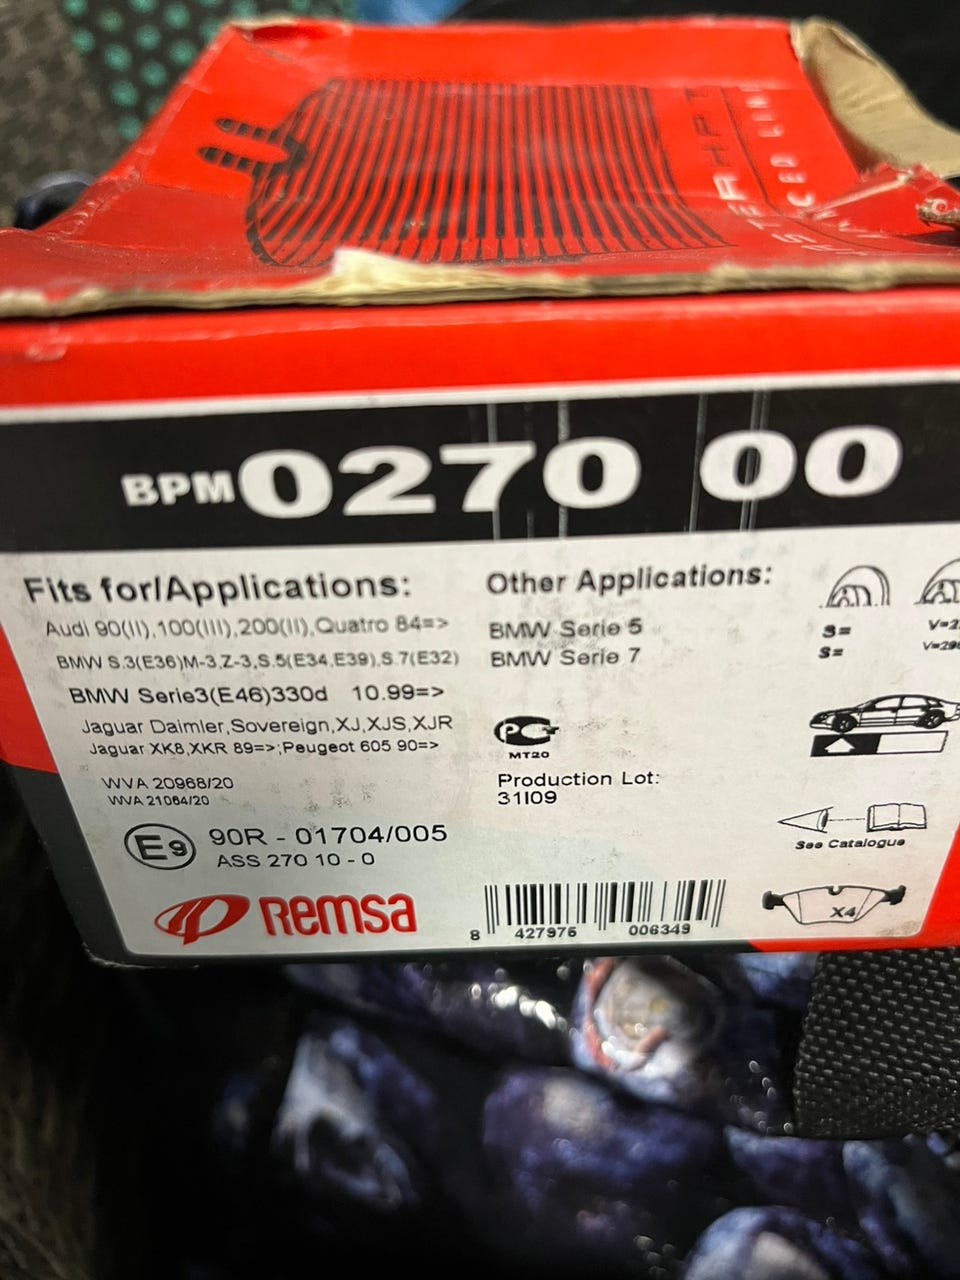 BPM 0270 00
Fits for/Applications:
Audi 90(II),100(III),200(II),Quatro 84=>
BMW S.3(E36)M-3,Z-3,S.5(E34,E39),S.7(E32)
BMW Serie3(E46)330d 10.99=>
Jaguar Daimler,Sovereign,XJ,XJS,XJR
Jaguar XK8,XKR 89=>;Peugeot 605 90=>
WVA 20968/20
WVA 21064/20
E9
90R - 01704/005
ASS 270 10 - 0
Remsa
Other Applications:
BMW Serie 5
BMW Serie 7
PCT
MT20
Production Lot:
31I09
8 427975 006349
S=
S=
See Catalogue
X4